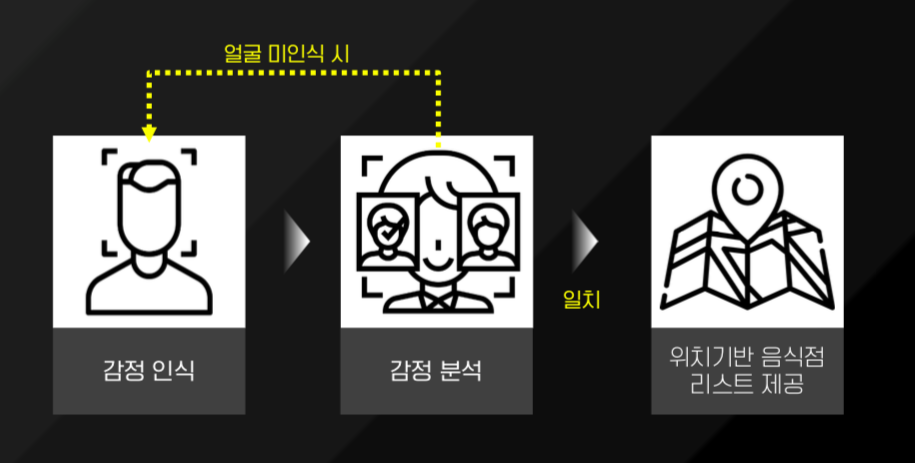 얼굴 미인식 시
일치
감정 인식
감정 분석
위치기반 음식점
리스트 제공